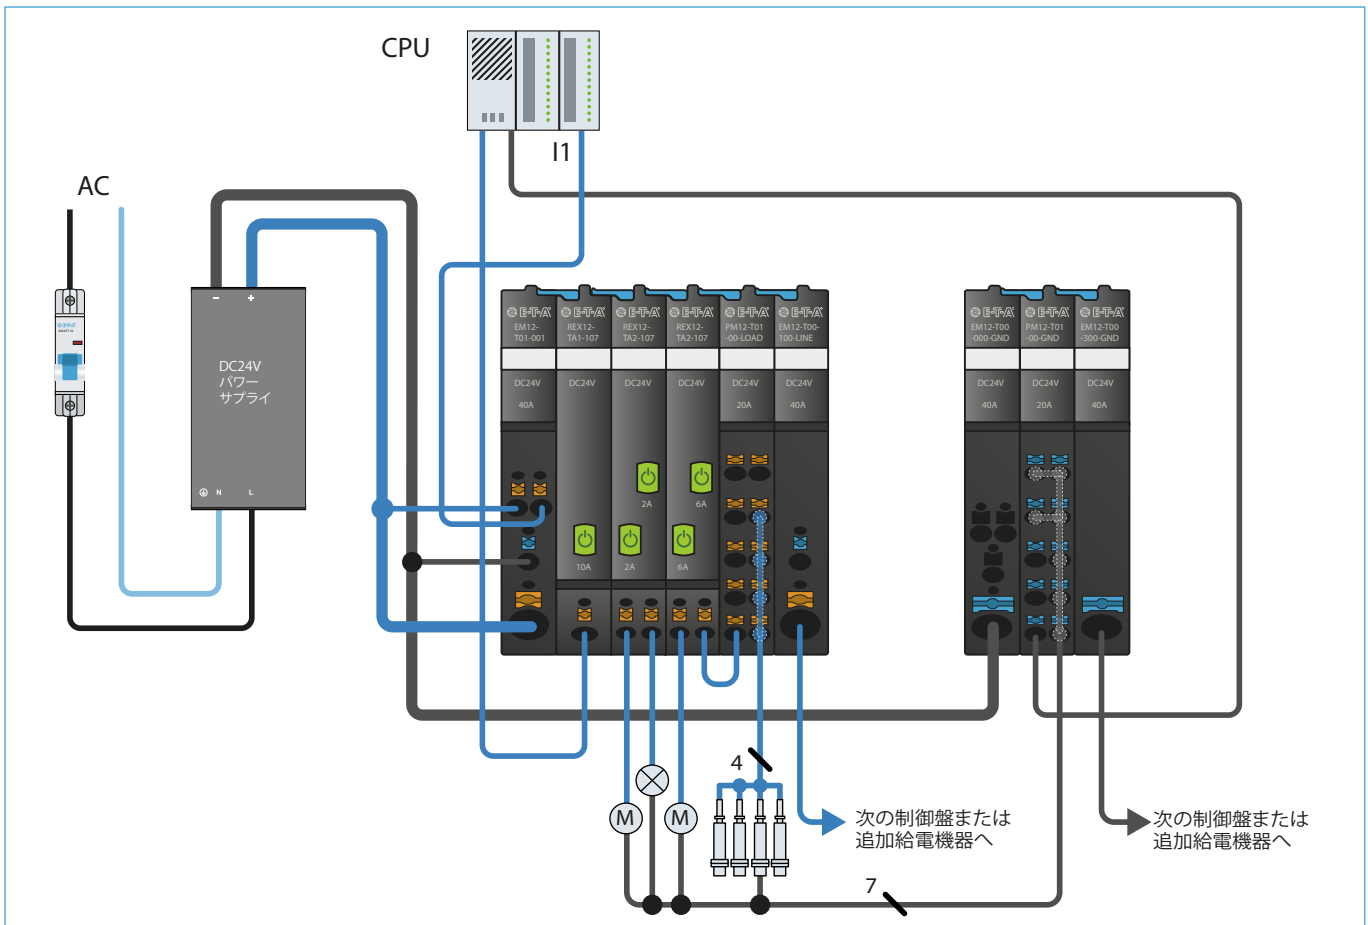 CPU
I1
AC
DC24V
パワー
サプライ
N
L
E-T-A
EM12-
T01-001
DC24V
40A
E-T-A
REX12-
TA1-107
DC24V
10A
E-T-A
REX12-
TA2-107
DC24V
2A
2A
E-T-A
REX12-
TA2-107
DC24V
6A
6A
E-T-A
PM12-T01
-00-LOAD
DC24V
20A
E-T-A
EM12-T00-
100-LINE
DC24V
40A
E-T-A
EM12-T00
-000-GND
DC24V
40A
E-T-A
PM12-T01
-00-GND
DC24V
20A
E-T-A
EM12-T00
-300-GND
DC24V
40A
4
M
M
次の制御盤または
追加給電機器へ
次の制御盤または
追加給電機器へ
7